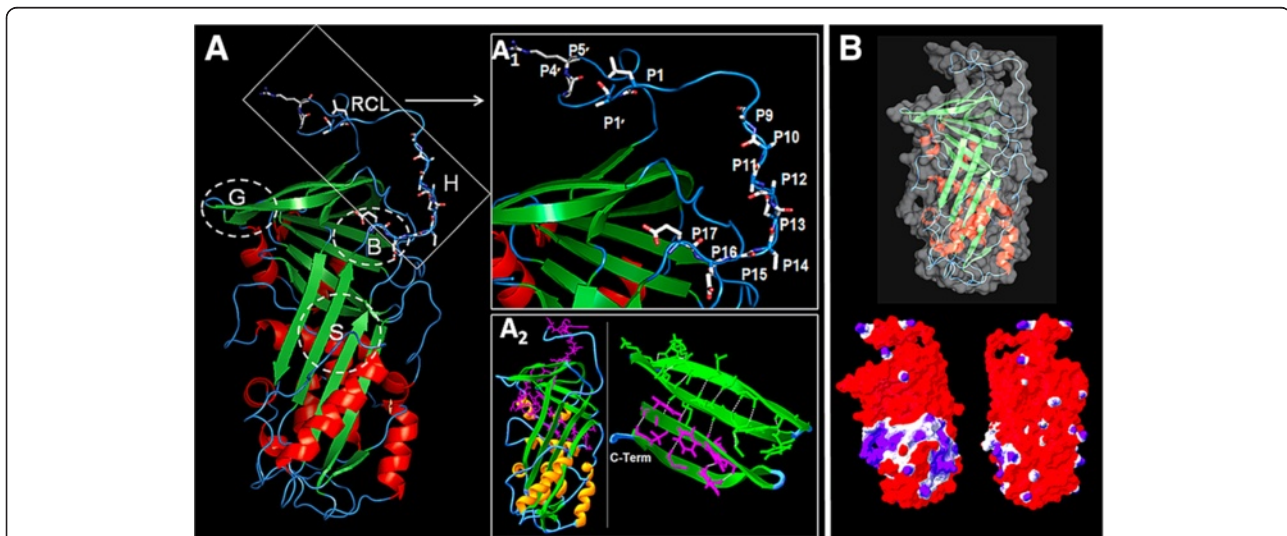 A
RCL
H
G
B
S
A1
P5′
P4′
P1
P1′
P9
P10
P11
P12
P13
P17
P16
P15
P14
A2
C-Term
B